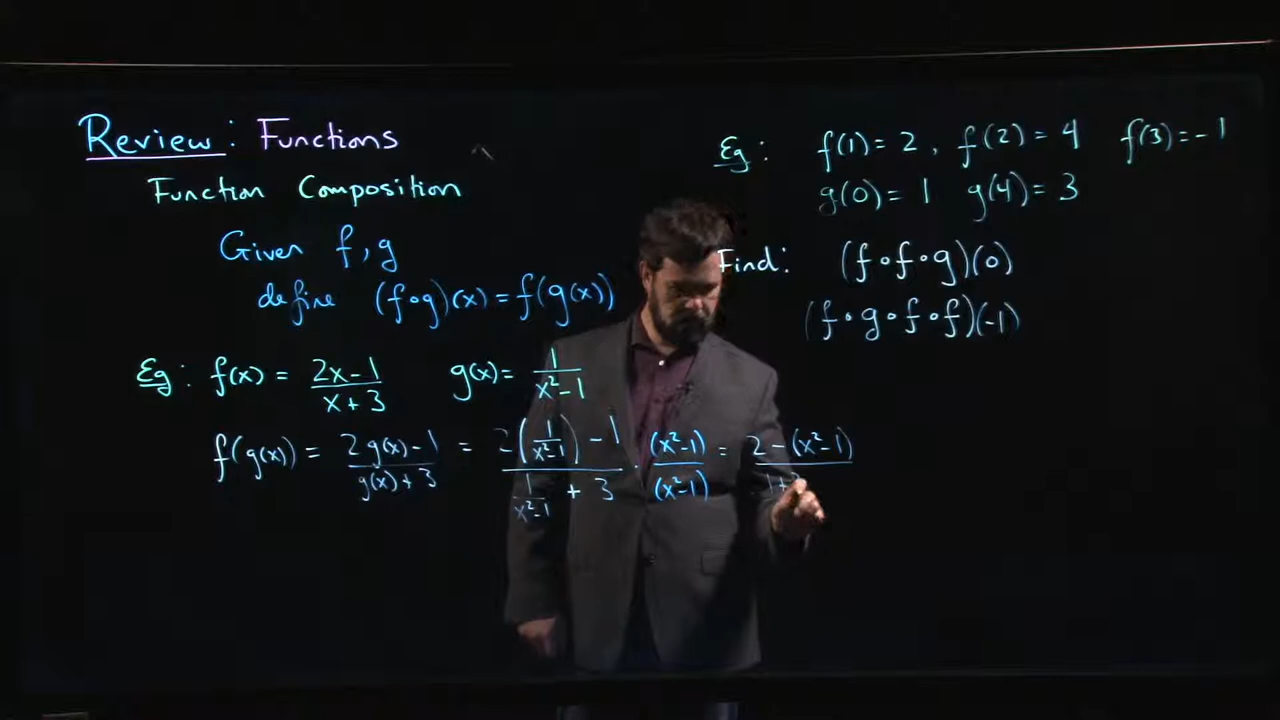 Review: Functions
Function Composition
Given f, g
define (f∘g)(x) = f(g(x))
Eg: f(x) = (2x-1)/(x+3) g(x) = 1/(x²-1)
f(g(x)) = (2g(x)-1)/(g(x)+3) = (2(1/(x²-1)) - 1)/(1/(x²-1) + 3) · (x²-1)/(x²-1) = (2-(x²-1))/(1+
Eg: f(1) = 2, f(2) = 4 f(3) = -1
g(0) = 1 g(4) = 3
Find: (f∘f∘g)(0)
(f∘g∘f∘f)(-1)